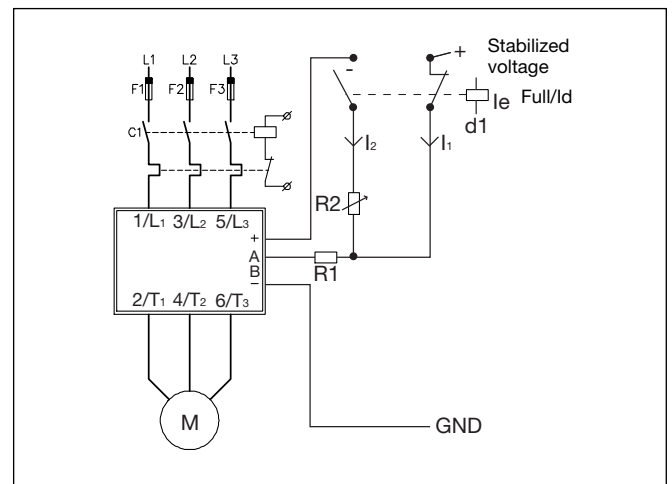 L1 L2 L3
F1 F2 F3
C1
+ Stabilized
voltage
-
Ie Full/Id
d1
I2 I1
R2
1/L1 3/L2 5/L3
+
A
B
−
R1
2/T1 4/T2 6/T3
M
GND